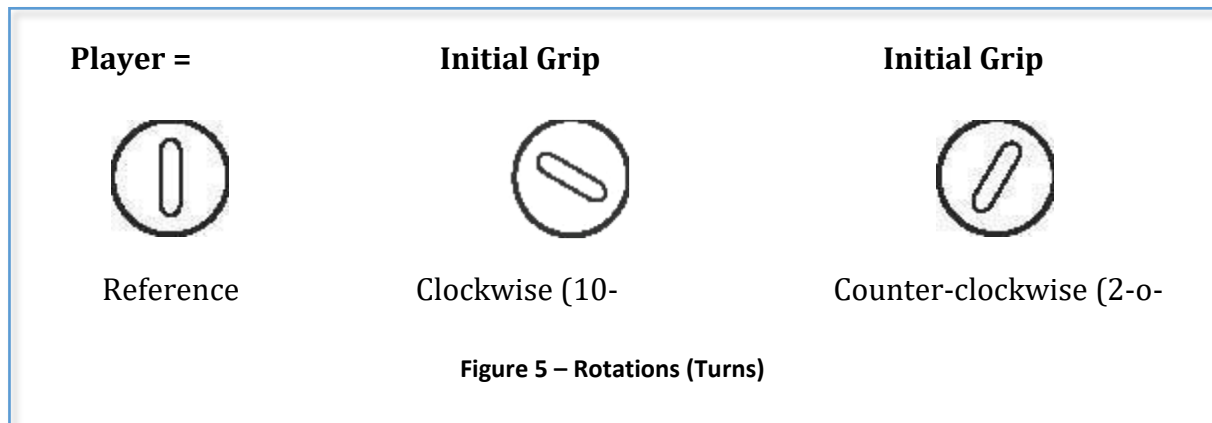 Player = Initial Grip Initial Grip
Reference Clockwise (10- Counter-clockwise (2-o-
Figure 5 – Rotations (Turns)